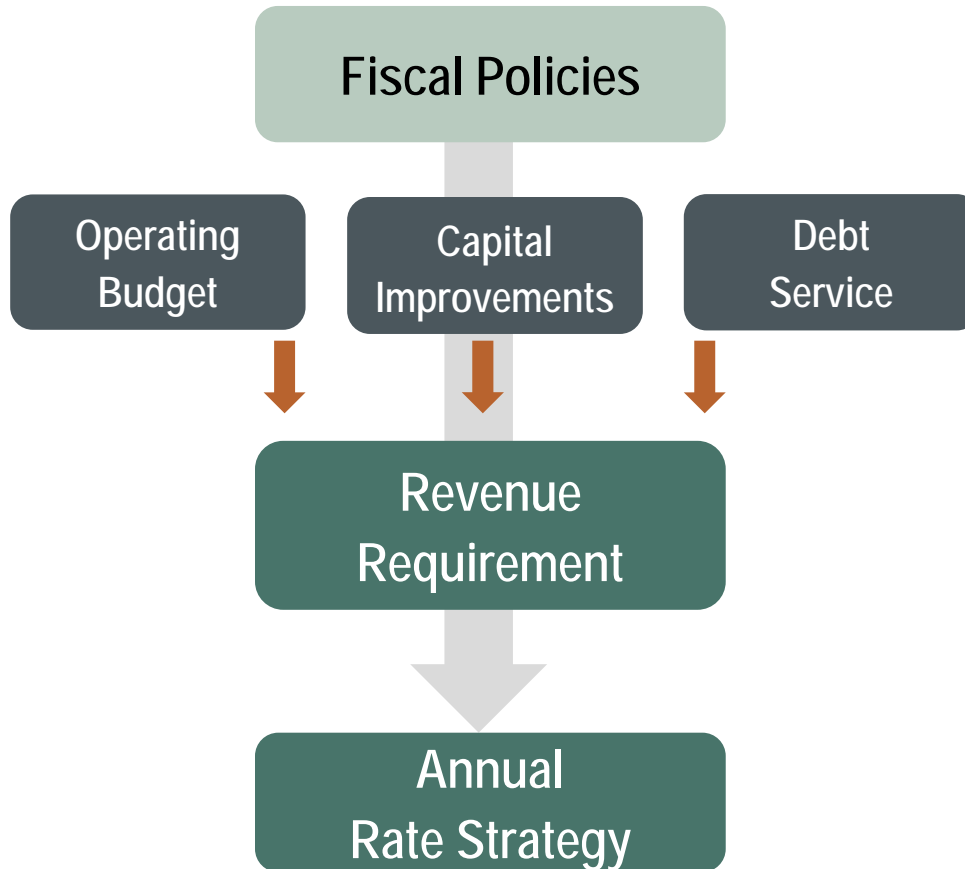 Fiscal Policies
Operating
Budget
Capital
Improvements
Debt
Service
Revenue
Requirement
Annual
Rate Strategy